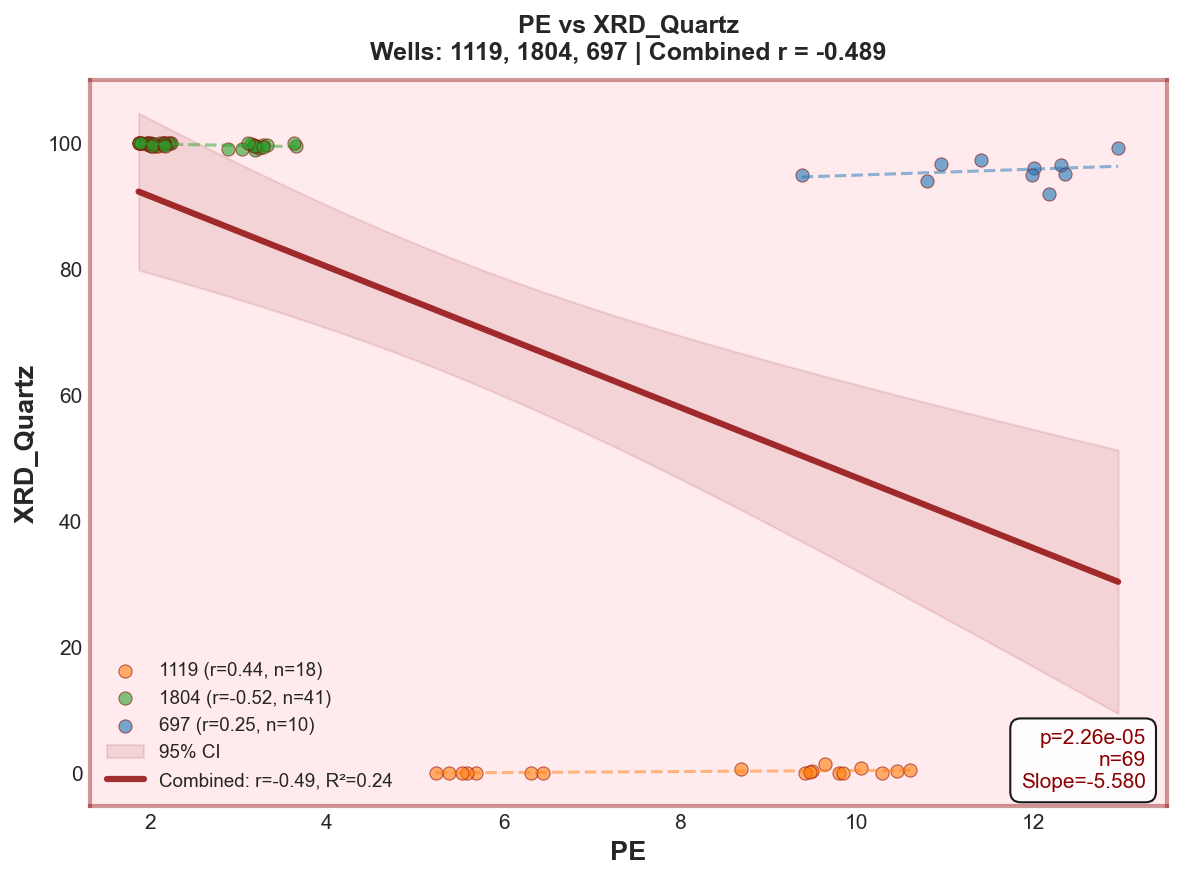 PE vs XRD_Quartz
Wells: 1119, 1804, 697 | Combined r = -0.489
XRD_Quartz
100
80
60
40
20
0
1119 (r=0.44, n=18)
1804 (r=-0.52, n=41)
697 (r=0.25, n=10)
95% CI
Combined: r=-0.49, R²=0.24
p=2.26e-05
n=69
Slope=-5.580
2 4 6 8 10 12
PE